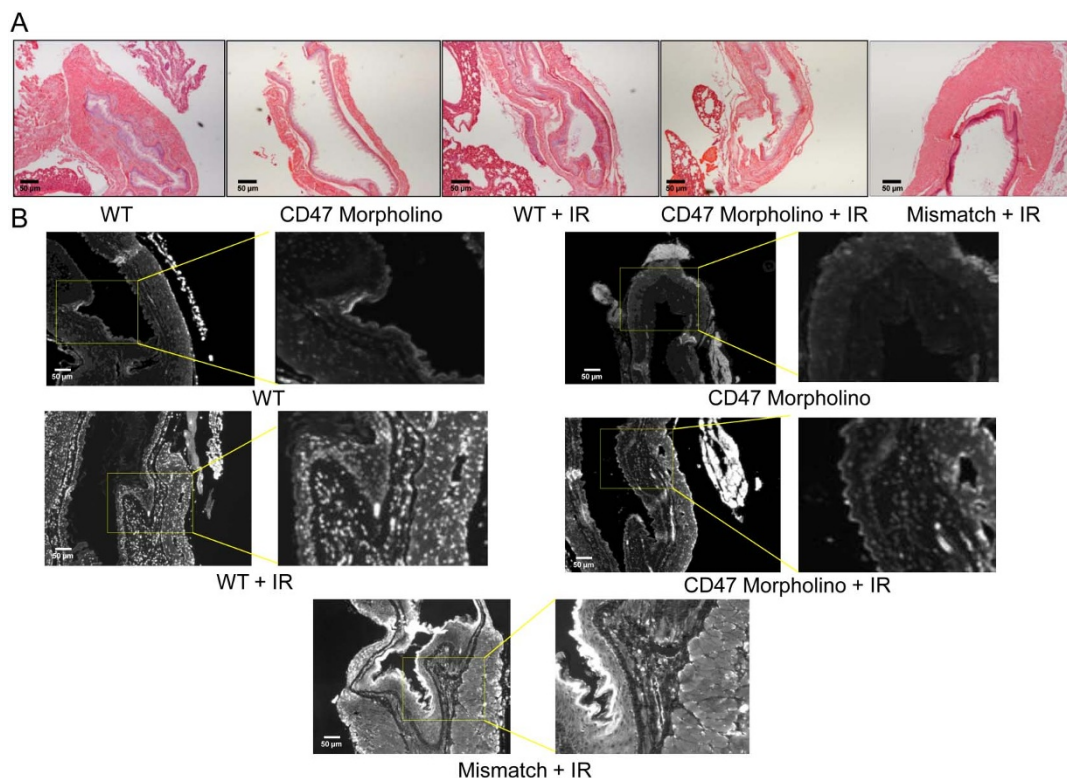 A
50 µm
50 µm
50 µm
50 µm
50 µm
WT
CD47 Morpholino
WT + IR
CD47 Morpholino + IR
Mismatch + IR
B
50 µm
50 µm
WT
CD47 Morpholino
50 µm
50 µm
WT + IR
CD47 Morpholino + IR
50 µm
Mismatch + IR